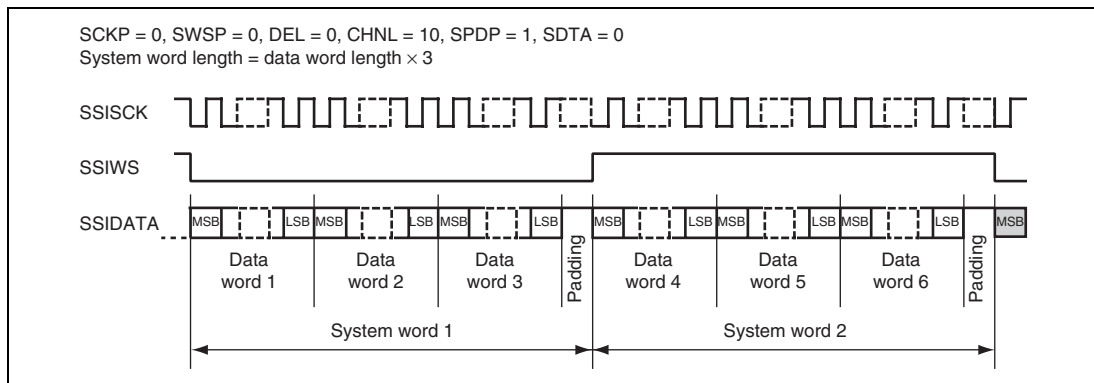 SCKP = 0, SWSP = 0, DEL = 0, CHNL = 10, SPDP = 1, SDTA = 0
System word length = data word length × 3
SSISCK
SSIWS
SSIDATA
MSB LSB MSB LSB MSB LSB MSB LSB MSB LSB MSB LSB MSB
Data word 1
Data word 2
Data word 3
Padding
Data word 4
Data word 5
Data word 6
Padding
System word 1
System word 2